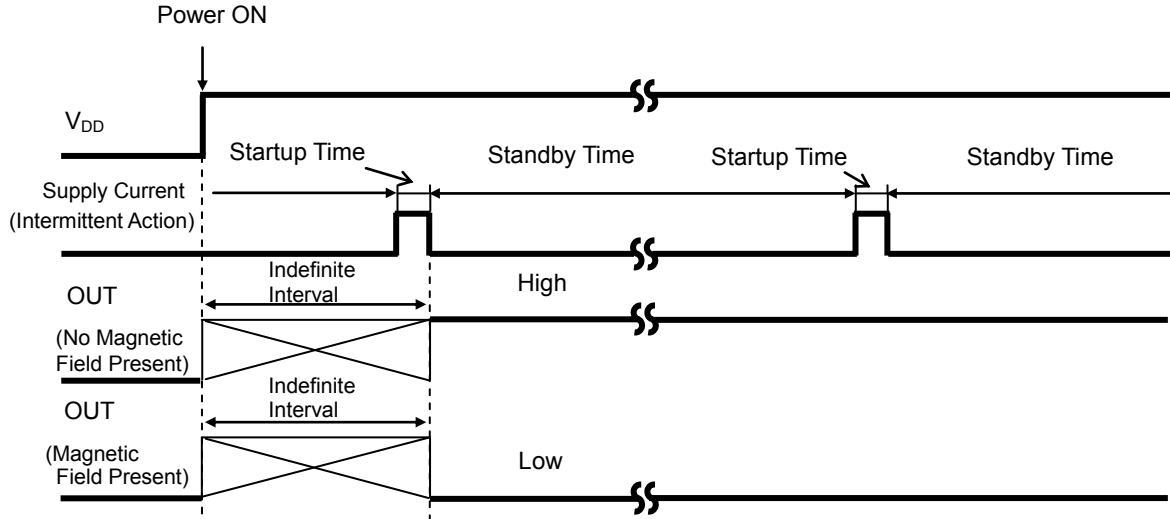 Power ON
VDD
Startup Time
Standby Time
Startup Time
Standby Time
Supply Current
(Intermittent Action)
Indefinite
Interval
OUT
High
(No Magnetic
Field Present)
Indefinite
Interval
OUT
(Magnetic
Field Present)
Low